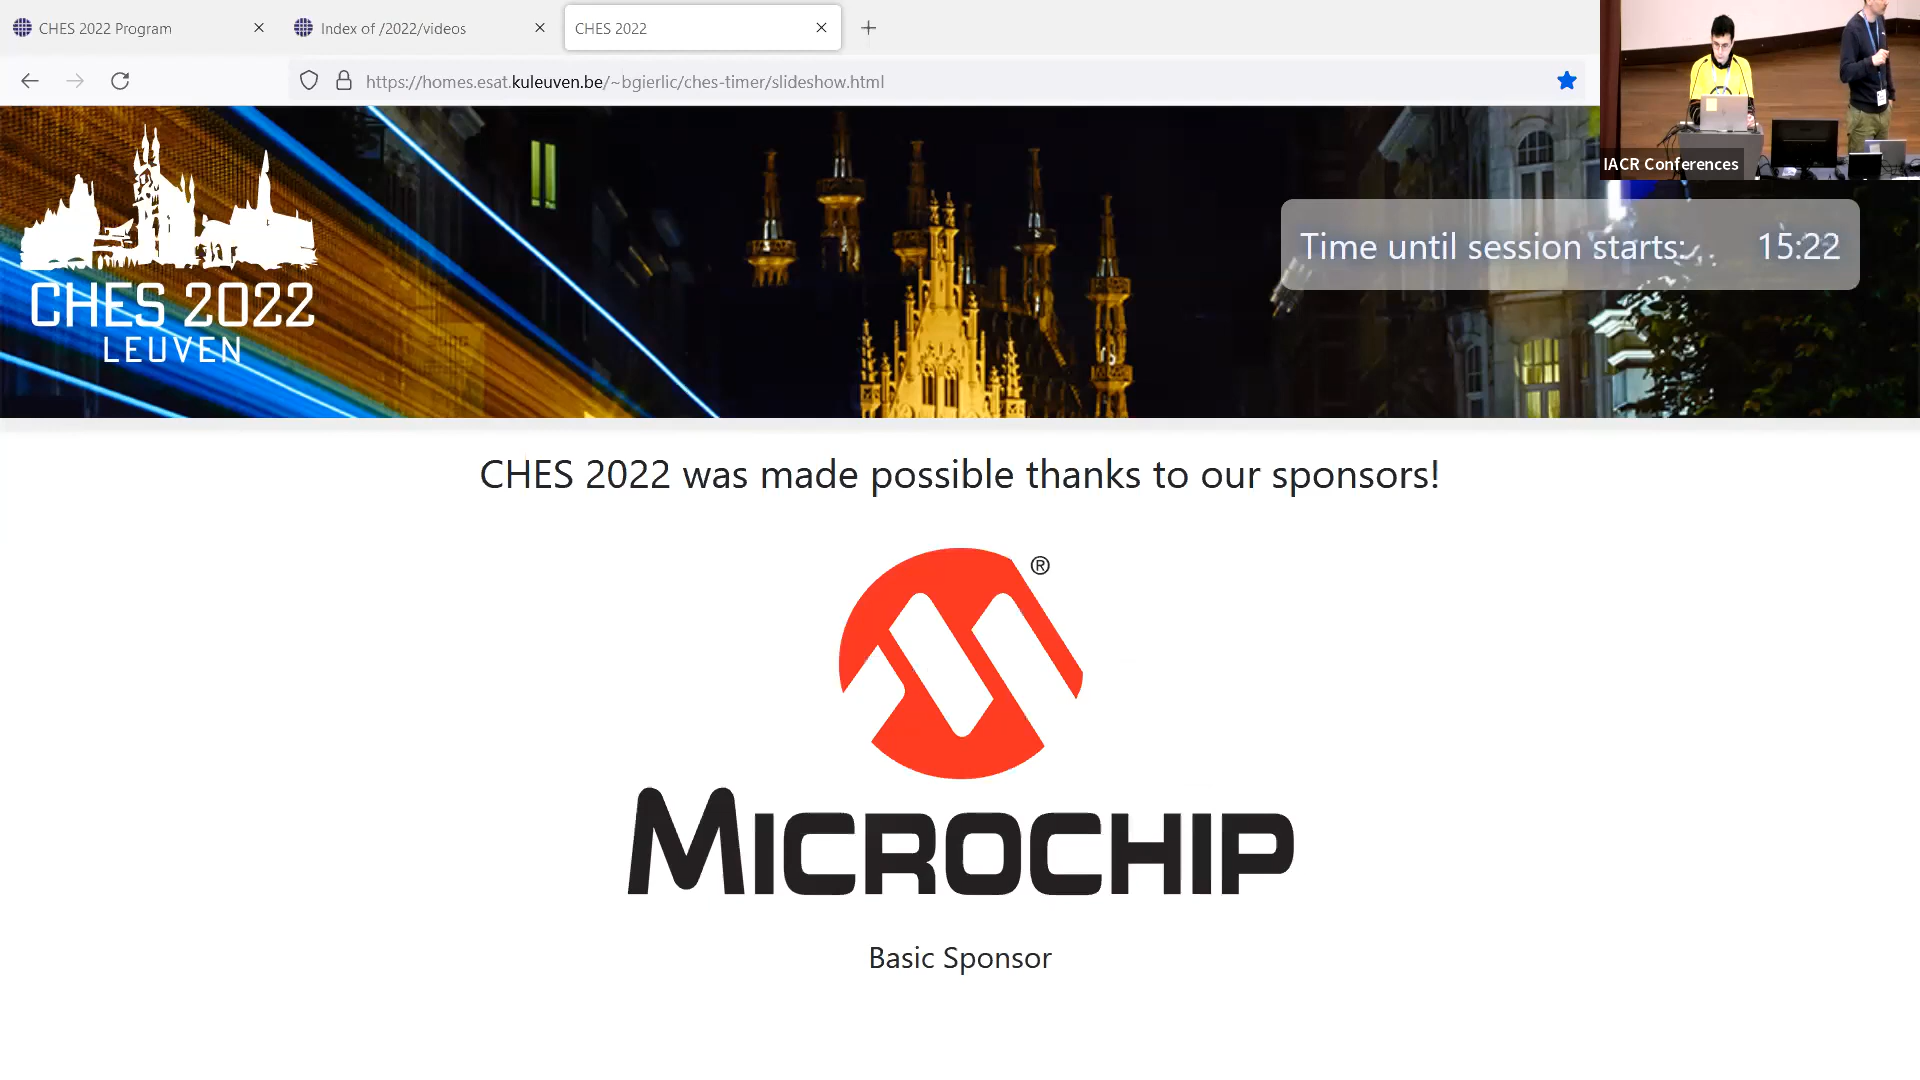 CHES 2022 Program
Index of /2022/videos
CHES 2022
https://homes.esat.kuleuven.be/~bgierlic/ches-timer/slideshow.html
IACR Conferences
CHES 2022
LEUVEN
Time until session starts: 15:22
CHES 2022 was made possible thanks to our sponsors!
®
MICROCHIP
Basic Sponsor